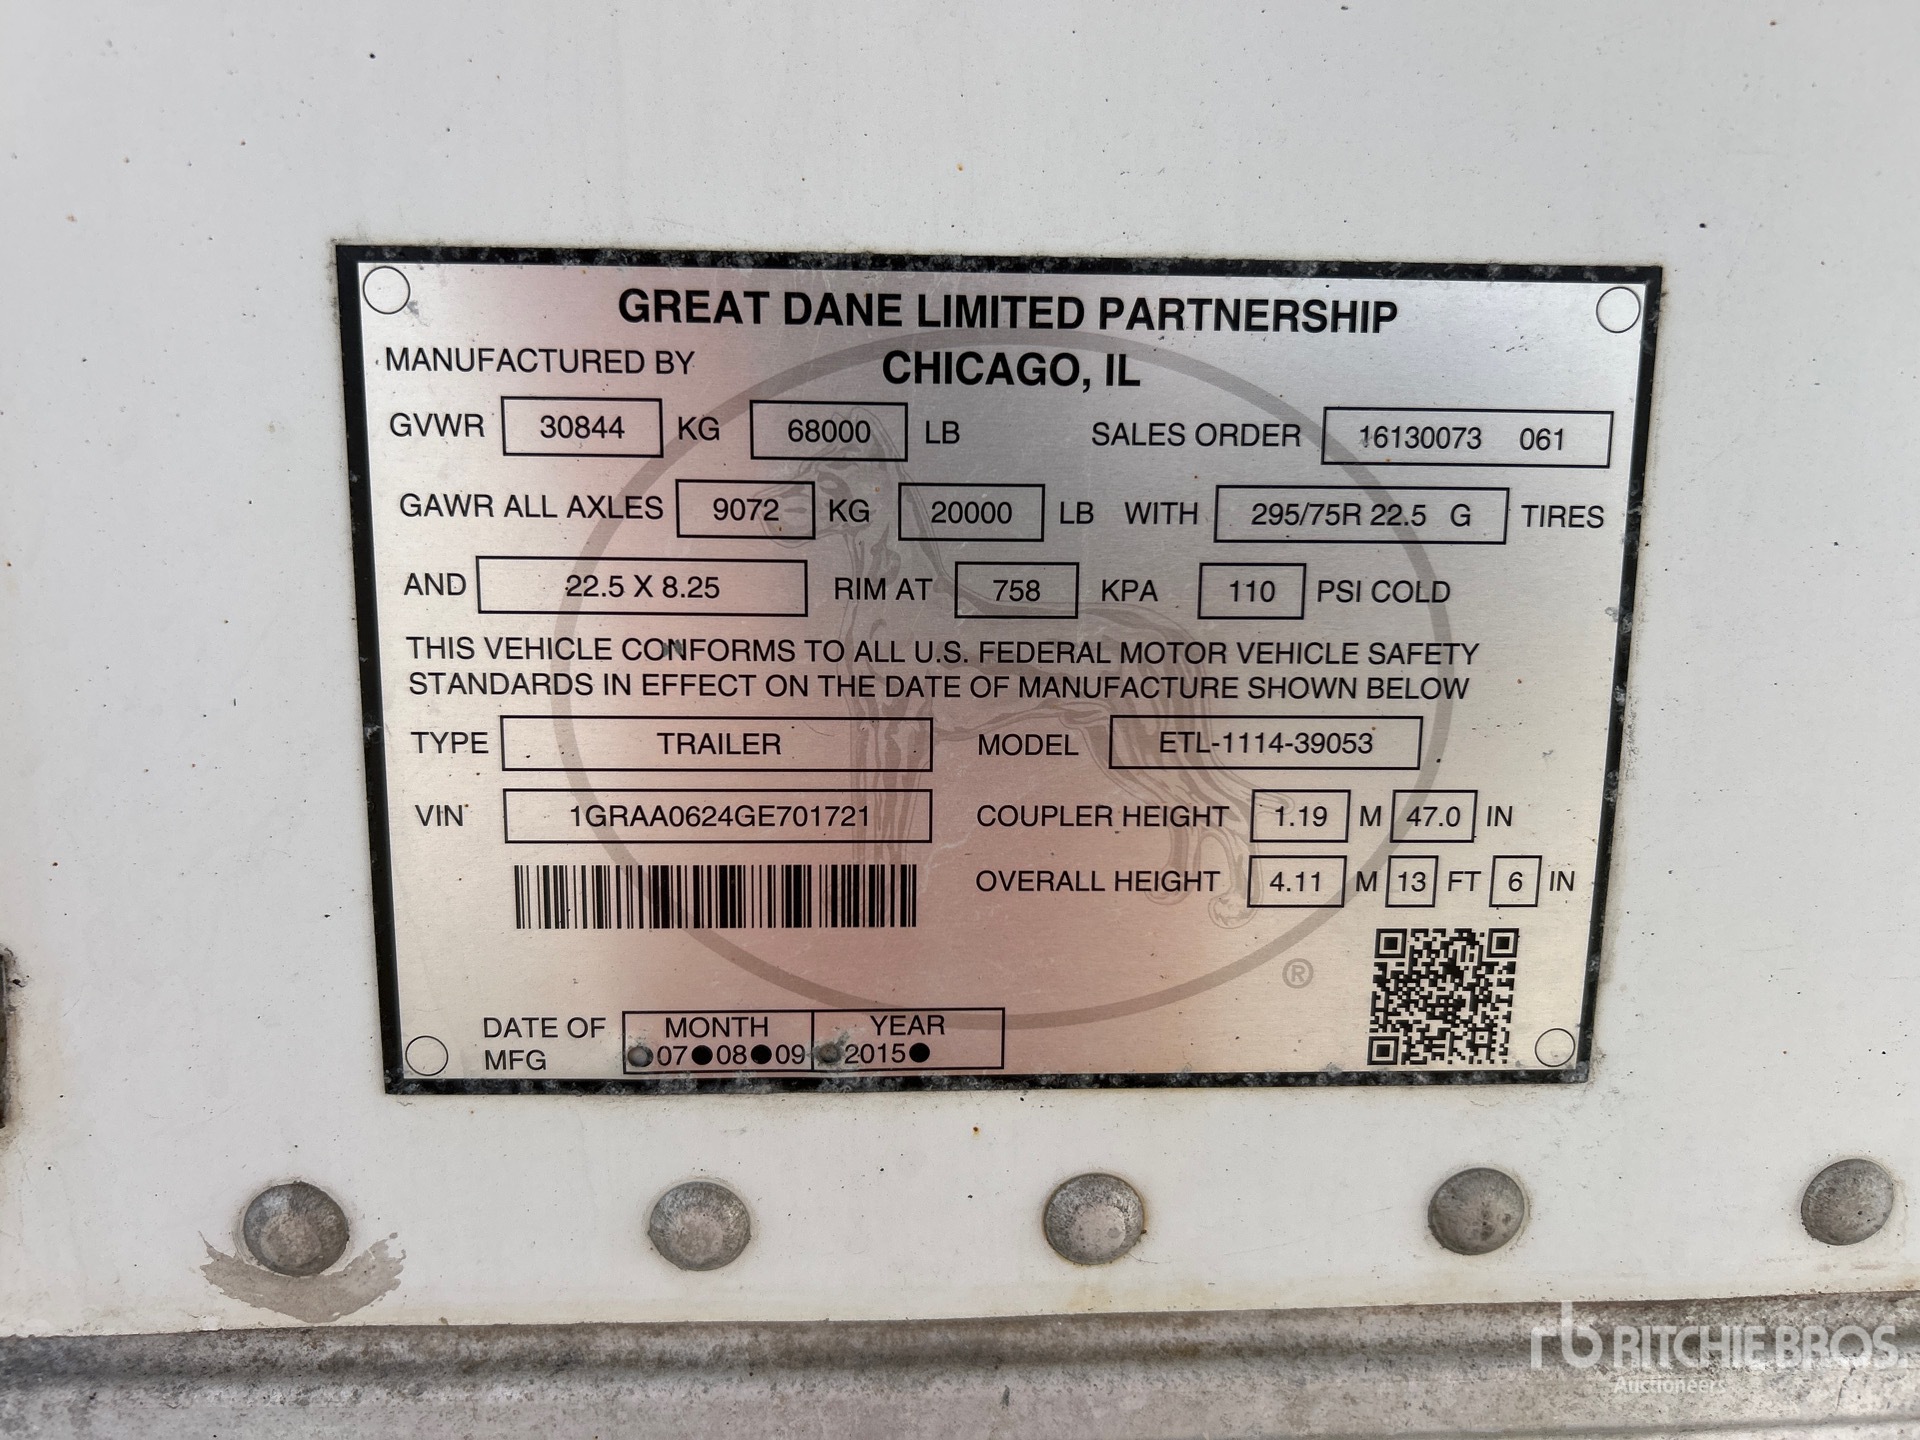 GREAT DANE LIMITED PARTNERSHIP
MANUFACTURED BY CHICAGO, IL
GVWR 30844 KG 68000 LB SALES ORDER 16130073 061
GAWR ALL AXLES 9072 KG 20000 LB WITH 295/75R 22.5 G TIRES
AND 22.5 X 8.25 RIM AT 758 KPA 110 PSI COLD
THIS VEHICLE CONFORMS TO ALL U.S. FEDERAL MOTOR VEHICLE SAFETY
STANDARDS IN EFFECT ON THE DATE OF MANUFACTURE SHOWN BELOW
TYPE TRAILER MODEL ETL-1114-39053
VIN 1GRAA0624GE701721 COUPLER HEIGHT 1.19 M 47.0 IN
OVERALL HEIGHT 4.11 M 13 FT 6 IN
®
DATE OF MONTH YEAR
MFG ●07●08●09 ●2015●
rb RITCHIE BROS.
Auctioneers